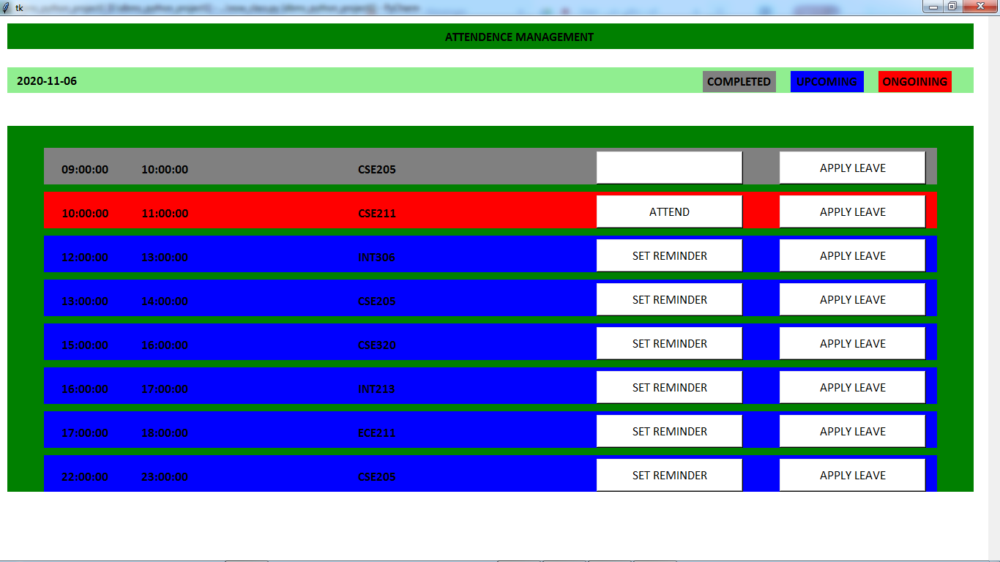 tk
ATTENDENCE MANAGEMENT
2020-11-06 COMPLETED UPCOMING ONGOINING
09:00:00 10:00:00 CSE205 APPLY LEAVE
10:00:00 11:00:00 CSE211 ATTEND APPLY LEAVE
12:00:00 13:00:00 INT306 SET REMINDER APPLY LEAVE
13:00:00 14:00:00 CSE205 SET REMINDER APPLY LEAVE
15:00:00 16:00:00 CSE320 SET REMINDER APPLY LEAVE
16:00:00 17:00:00 INT213 SET REMINDER APPLY LEAVE
17:00:00 18:00:00 ECE211 SET REMINDER APPLY LEAVE
22:00:00 23:00:00 CSE205 SET REMINDER APPLY LEAVE